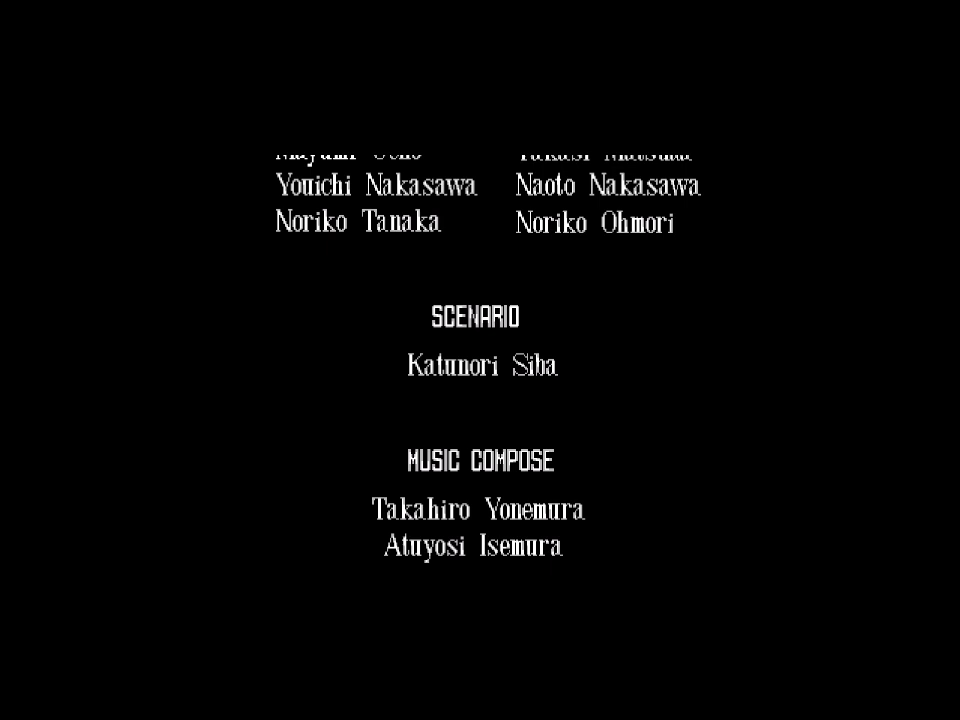 Youichi Nakasawa Naoto Nakasawa
Noriko Tanaka Noriko Ohmori
SCENARIO
Katunori Siba
MUSIC COMPOSE
Takahiro Yonemura
Atuyosi Isemura